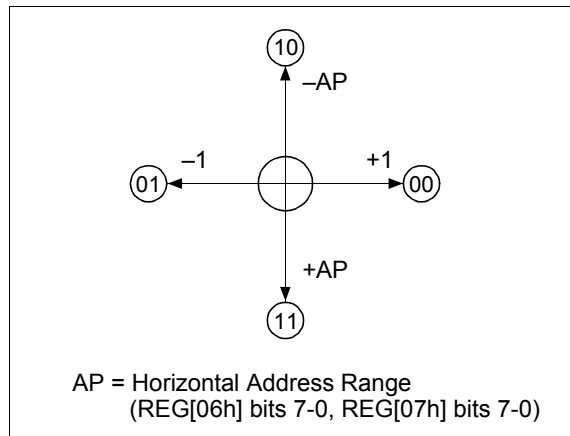 10
–AP
–1
+1
01
00
+AP
11
AP = Horizontal Address Range
(REG[06h] bits 7-0, REG[07h] bits 7-0)